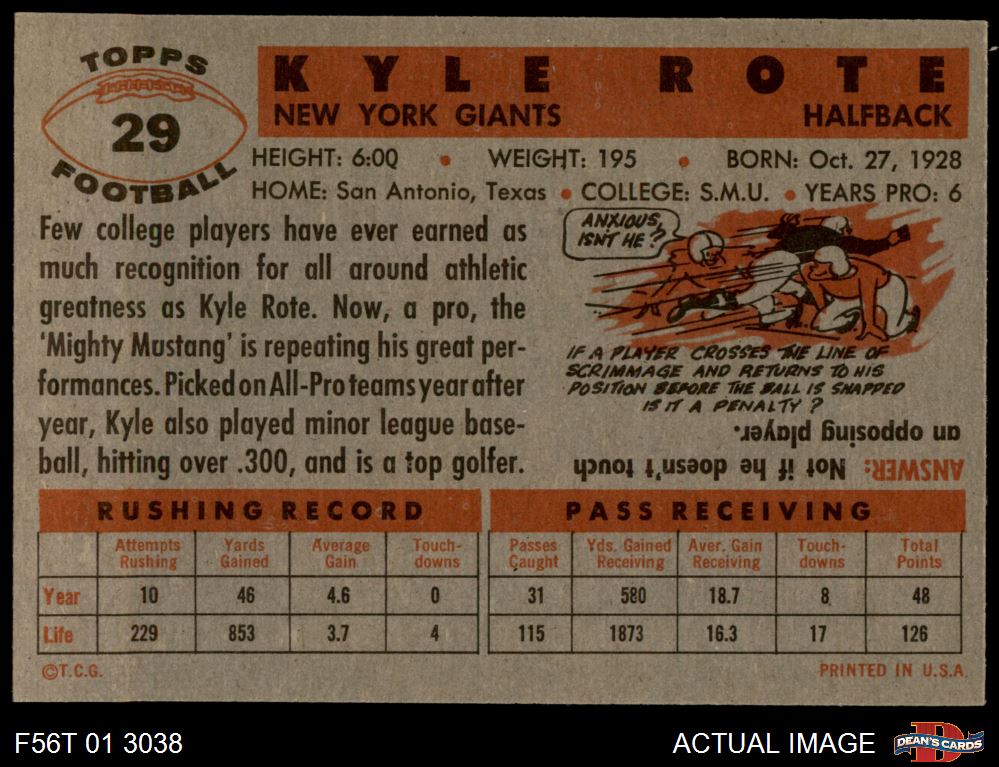 TOPPS
29
FOOTBALL
KYLE ROTE
NEW YORK GIANTS HALFBACK
HEIGHT: 6:00 • WEIGHT: 195 • BORN: Oct. 27, 1928
HOME: San Antonio, Texas • COLLEGE: S.M.U. • YEARS PRO: 6
Few college players have ever earned as
much recognition for all around athletic
greatness as Kyle Rote. Now, a pro, the
'Mighty Mustang' is repeating his great per-
formances. Picked on All-Pro teams year after
year, Kyle also played minor league base-
ball, hitting over .300, and is a top golfer.
ANXIOUS,
ISN'T HE?
IF A PLAYER CROSSES THE LINE OF
SCRIMMAGE AND RETURNS TO HIS
POSITION BEFORE THE BALL IS SNAPPED
IS IT A PENALTY?
ANSWER: Not if he doesn't touch
an opposing player.
RUSHING RECORD
Attempts Rushing Yards Gained Average Gain Touch-downs
Year 10 46 4.6 0
Life 229 853 3.7 4
PASS RECEIVING
Passes Caught Yds. Gained Receiving Aver. Gain Receiving Touch-downs Total Points
31 580 18.7 8 48
115 1873 16.3 17 126
©T.C.G. PRINTED IN U.S.A.
F56T 01 3038 ACTUAL IMAGE
DEAN'S CARDS